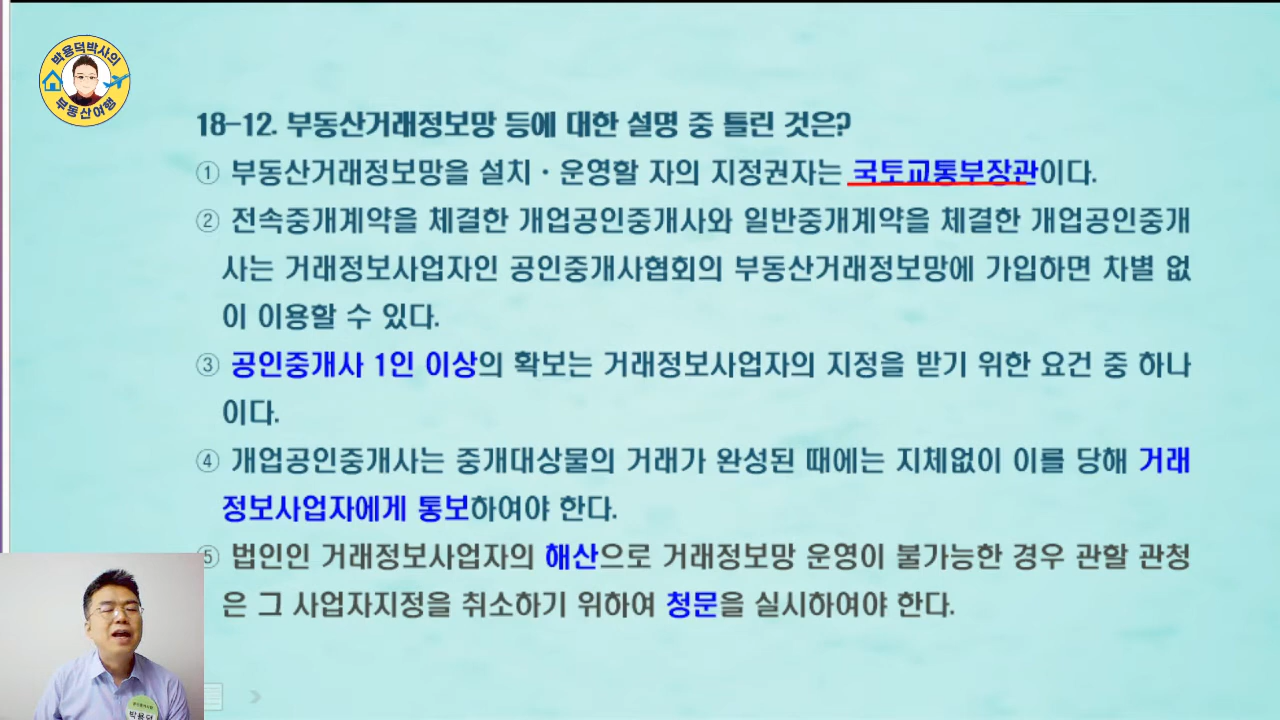 박용덕박사의
부동산여행
18-12. 부동산거래정보망 등에 대한 설명 중 틀린 것은?
① 부동산거래정보망을 설치·운영할 자의 지정권자는 국토교통부장관이다.
② 전속중개계약을 체결한 개업공인중개사와 일반중개계약을 체결한 개업공인중개
사는 거래정보사업자인 공인중개사협회의 부동산거래정보망에 가입하면 차별 없
이 이용할 수 있다.
③ 공인중개사 1인 이상의 확보는 거래정보사업자의 지정을 받기 위한 요건 중 하나
이다.
④ 개업공인중개사는 중개대상물의 거래가 완성된 때에는 지체없이 이를 당해 거래
정보사업자에게 통보하여야 한다.
⑤ 법인인 거래정보사업자의 해산으로 거래정보망 운영이 불가능한 경우 관할 관청
은 그 사업자지정을 취소하기 위하여 청문을 실시하여야 한다.
박용덕